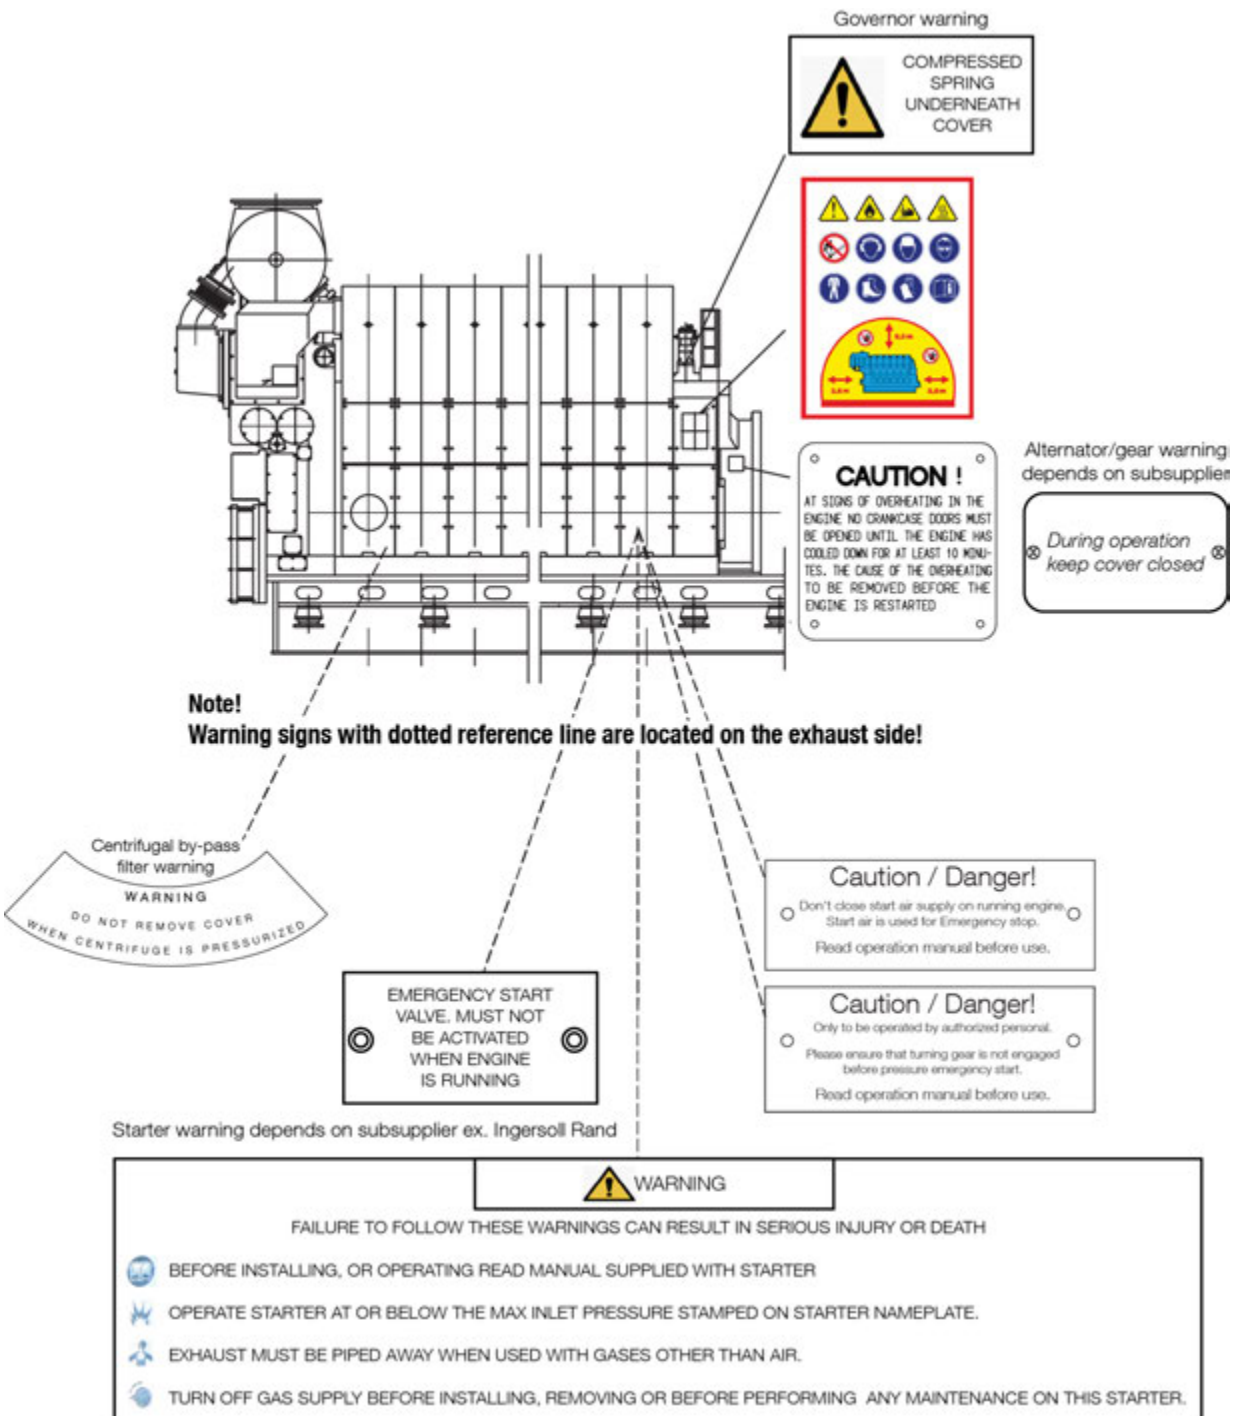 Governor warning
COMPRESSED
SPRING
UNDERNEATH
COVER
CAUTION !
AT SIGNS OF OVERHEATING IN THE
ENGINE NO CRANKCASE DOORS MUST
BE OPENED UNTIL THE ENGINE HAS
COOLED DOWN FOR AT LEAST 10 MINU-
TES. THE CAUSE OF THE OVERHEATING
TO BE REMOVED BEFORE THE
ENGINE IS RESTARTED
Alternator/gear warning
depends on subsupplier
During operation
keep cover closed
Note!
Warning signs with dotted reference line are located on the exhaust side!
Centrifugal by-pass
filter warning
WARNING
DO NOT REMOVE COVER
WHEN CENTRIFUGE IS PRESSURIZED
Caution / Danger!
Don't close start air supply on running engine.
Start air is used for Emergency stop.
Read operation manual before use.
EMERGENCY START
VALVE. MUST NOT
BE ACTIVATED
WHEN ENGINE
IS RUNNING
Caution / Danger!
Only to be operated by authorized personal.
Please ensure that turning gear is not engaged
before pressure emergency start.
Read operation manual before use.
Starter warning depends on subsupplier ex. Ingersoll Rand
WARNING
FAILURE TO FOLLOW THESE WARNINGS CAN RESULT IN SERIOUS INJURY OR DEATH
BEFORE INSTALLING, OR OPERATING READ MANUAL SUPPLIED WITH STARTER
OPERATE STARTER AT OR BELOW THE MAX INLET PRESSURE STAMPED ON STARTER NAMEPLATE.
EXHAUST MUST BE PIPED AWAY WHEN USED WITH GASES OTHER THAN AIR.
TURN OFF GAS SUPPLY BEFORE INSTALLING, REMOVING OR BEFORE PERFORMING ANY MAINTENANCE ON THIS STARTER.